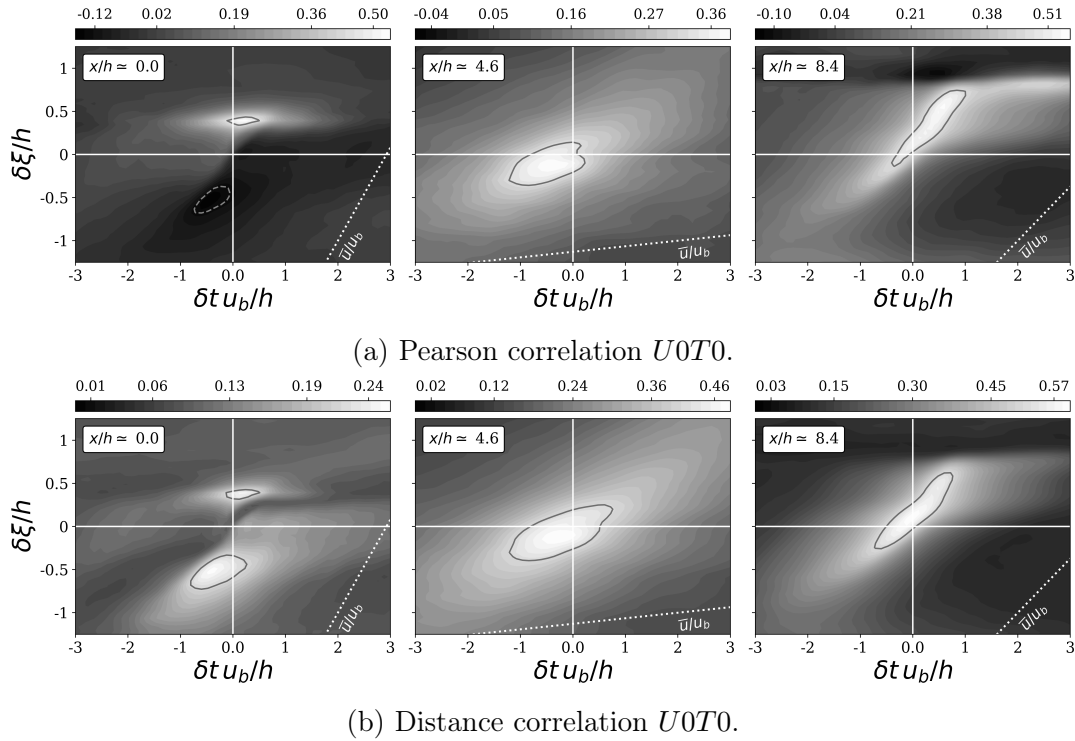 -0.12 0.04 0.19 0.36 0.50 -0.04 0.05 0.16 0.27 0.36 -0.10 0.04 0.21 0.38 0.51
x/h ≃ 0.0 x/h ≃ 4.6 x/h ≃ 8.4
1
0.5
0
-0.5
-1
δξ/h
u̅/u_b u̅/u_b u̅/u_b
-3 -2 -1 0.0 1 2 3 -3 -2 -1 0.0 1 2 3 -3 -2 -1 0.0 1 2 3
δt u_b/h δt u_b/h δt u_b/h
(a) Pearson correlation U0T0.
0.01 0.06 0.13 0.19 0.24 0.02 0.12 0.24 0.36 0.46 0.03 0.15 0.30 0.45 0.57
x/h ≃ 0.0 x/h ≃ 4.6 x/h ≃ 8.4
1
0.5
0
-0.5
-1
δξ/h
u̅/u_b u̅/u_b u̅/u_b
-3 -2 -1 0.0 1 2 3 -3 -2 -1 0.0 1 2 3 -3 -2 -1 0.0 1 2 3
δt u_b/h δt u_b/h δt u_b/h
(b) Distance correlation U0T0.